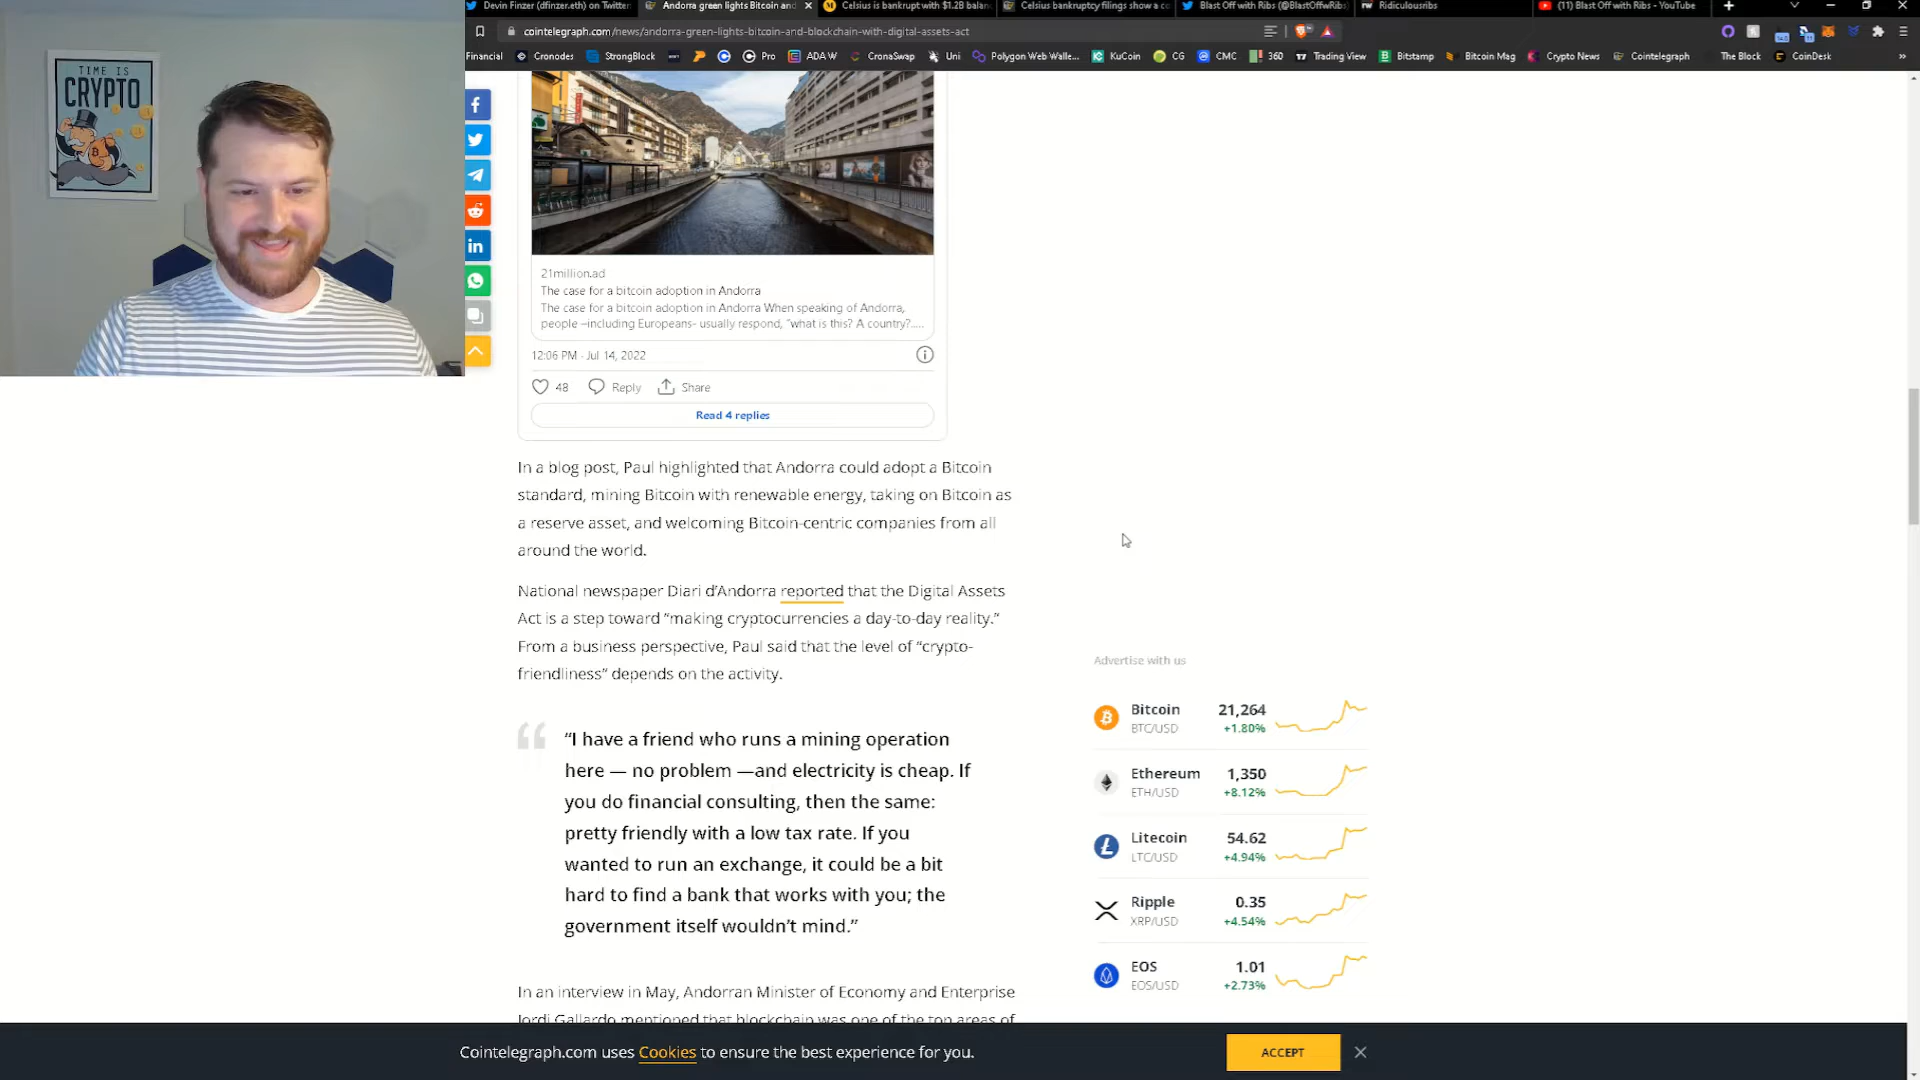 Devin Finzer (dfinzer.eth) on Twitter
Andorra green lights Bitcoin and
Celsius is bankrupt with $1.2B balan
Celsius bankruptcy filings show a co
Blast Off with Ribs (@BlastOffwRibs
Ridiculousribs
(11) Blast Off with Ribs - YouTube
cointelegraph.com/news/andorra-green-lights-bitcoin-and-blockchain-with-digital-assets-act
Financial
Cronodes
StrongBlock
Pro
ADA W
CronaSwap
Uni
Polygon Web Walle...
KuCoin
CG
CMC
360
Trading View
Bitstamp
Bitcoin Mag
Crypto News
Cointelegraph
The Block
CoinDesk
TIME IS
CRYPTO
21million.ad
The case for a bitcoin adoption in Andorra
The case for a bitcoin adoption in Andorra When speaking of Andorra,
people –including Europeans- usually respond, “what is this? A country?....
12:06 PM · Jul 14, 2022
48
Reply
Share
Read 4 replies
In a blog post, Paul highlighted that Andorra could adopt a Bitcoin
standard, mining Bitcoin with renewable energy, taking on Bitcoin as
a reserve asset, and welcoming Bitcoin-centric companies from all
around the world.
National newspaper Diari d’Andorra reported that the Digital Assets
Act is a step toward “making cryptocurrencies a day-to-day reality.”
From a business perspective, Paul said that the level of “crypto-
friendliness” depends on the activity.
“I have a friend who runs a mining operation
here — no problem —and electricity is cheap. If
you do financial consulting, then the same:
pretty friendly with a low tax rate. If you
wanted to run an exchange, it could be a bit
hard to find a bank that works with you; the
government itself wouldn’t mind.”
In an interview in May, Andorran Minister of Economy and Enterprise
Jordi Gallardo mentioned that blockchain was one of the top areas of
Advertise with us
Bitcoin 21,264
BTC/USD +1.80%
Ethereum 1,350
ETH/USD +8.12%
Litecoin 54.62
LTC/USD +4.94%
Ripple 0.35
XRP/USD +4.54%
EOS 1.01
EOS/USD +2.73%
Cointelegraph.com uses Cookies to ensure the best experience for you.
ACCEPT